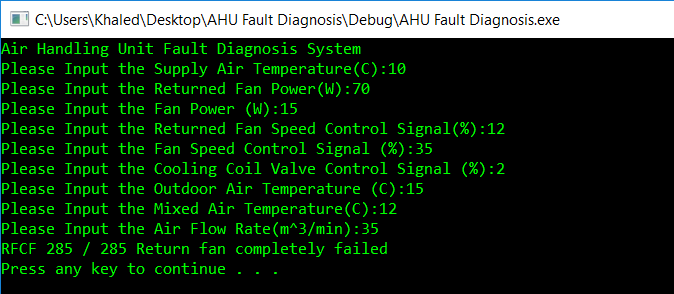 C:\Users\Khaled\Desktop\AHU Fault Diagnosis\Debug\AHU Fault Diagnosis.exe
Air Handling Unit Fault Diagnosis System
Please Input the Supply Air Temperature(C):10
Please Input the Returned Fan Power(W):70
Please Input the Fan Power (W):15
Please Input the Returned Fan Speed Control Signal(%):12
Please Input the Fan Speed Control Signal (%):35
Please Input the Cooling Coil Valve Control Signal (%):2
Please Input the Outdoor Air Temperature (C):15
Please Input the Mixed Air Temperature(C):12
Please Input the Air Flow Rate(m^3/min):35
RFCF 285 / 285 Return fan completely failed
Press any key to continue . . .